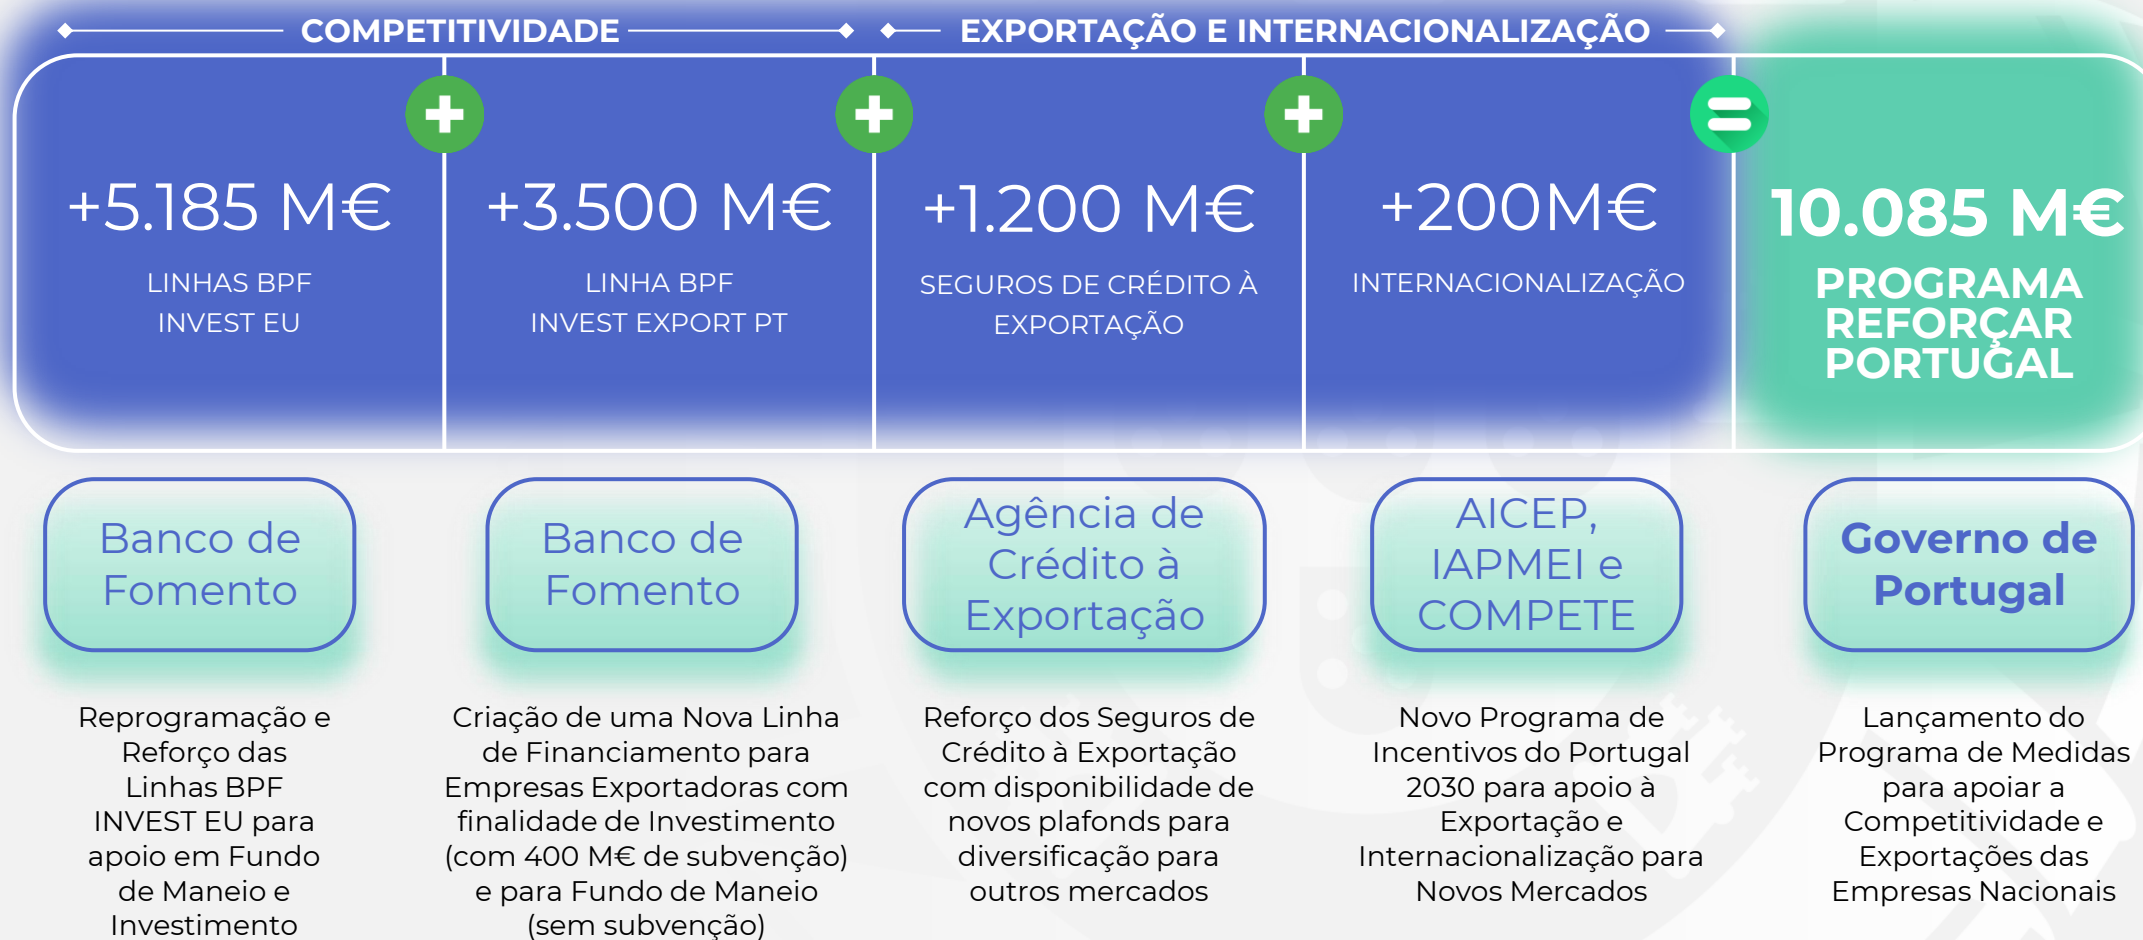 COMPETITIVIDADE
EXPORTAÇÃO E INTERNACIONALIZAÇÃO
+5.185 M€
LINHAS BPF
INVEST EU
+3.500 M€
LINHA BPF
INVEST EXPORT PT
+1.200 M€
SEGUROS DE CRÉDITO À
EXPORTAÇÃO
+200M€
INTERNACIONALIZAÇÃO
10.085 M€
PROGRAMA
REFORÇAR
PORTUGAL
Banco de
Fomento
Banco de
Fomento
Agência de
Crédito à
Exportação
AICEP,
IAPMEI e
COMPETE
Governo de
Portugal
Reprogramação e
Reforço das
Linhas BPF
INVEST EU para
apoio em Fundo
de Maneio e
Investimento
Criação de uma Nova Linha
de Financiamento para
Empresas Exportadoras com
finalidade de Investimento
(com 400 M€ de subvenção)
e para Fundo de Maneio
(sem subvenção)
Reforço dos Seguros de
Crédito à Exportação
com disponibilidade de
novos plafonds para
diversificação para
outros mercados
Novo Programa de
Incentivos do Portugal
2030 para apoio à
Exportação e
Internacionalização para
Novos Mercados
Lançamento do
Programa de Medidas
para apoiar a
Competitividade e
Exportações das
Empresas Nacionais